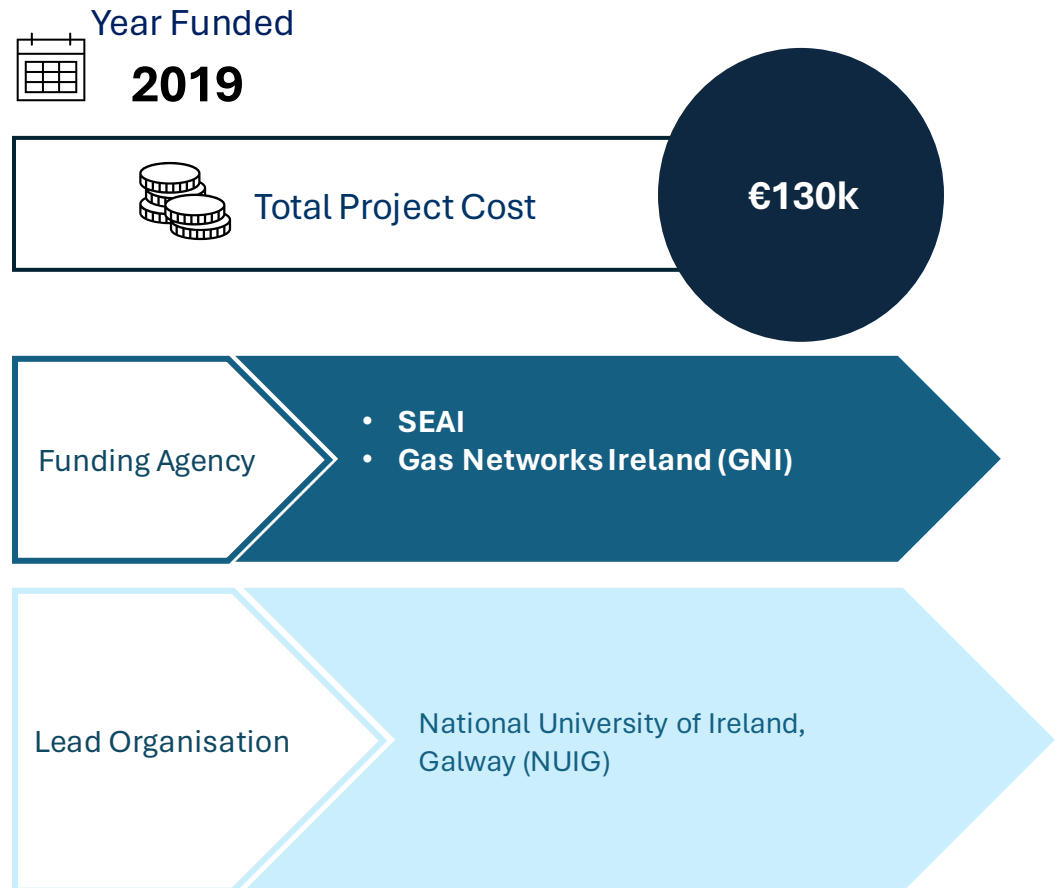 Year Funded
2019
Total Project Cost
€130k
Funding Agency
• SEAI
• Gas Networks Ireland (GNI)
Lead Organisation
National University of Ireland,
Galway (NUIG)